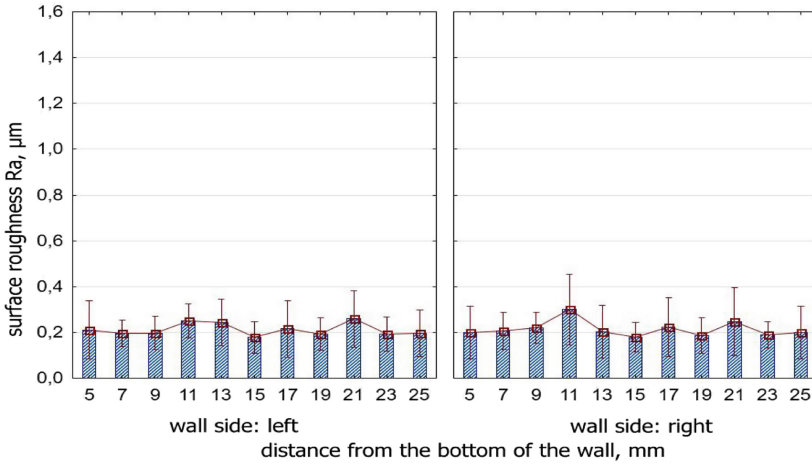 surface roughness Ra, µm
1,6
1,4
1,2
1,0
0,8
0,6
0,4
0,2
0,0
5 7 9 11 13 15 17 19 21 23 25 5 7 9 11 13 15 17 19 21 23 25
wall side: left wall side: right
distance from the bottom of the wall, mm